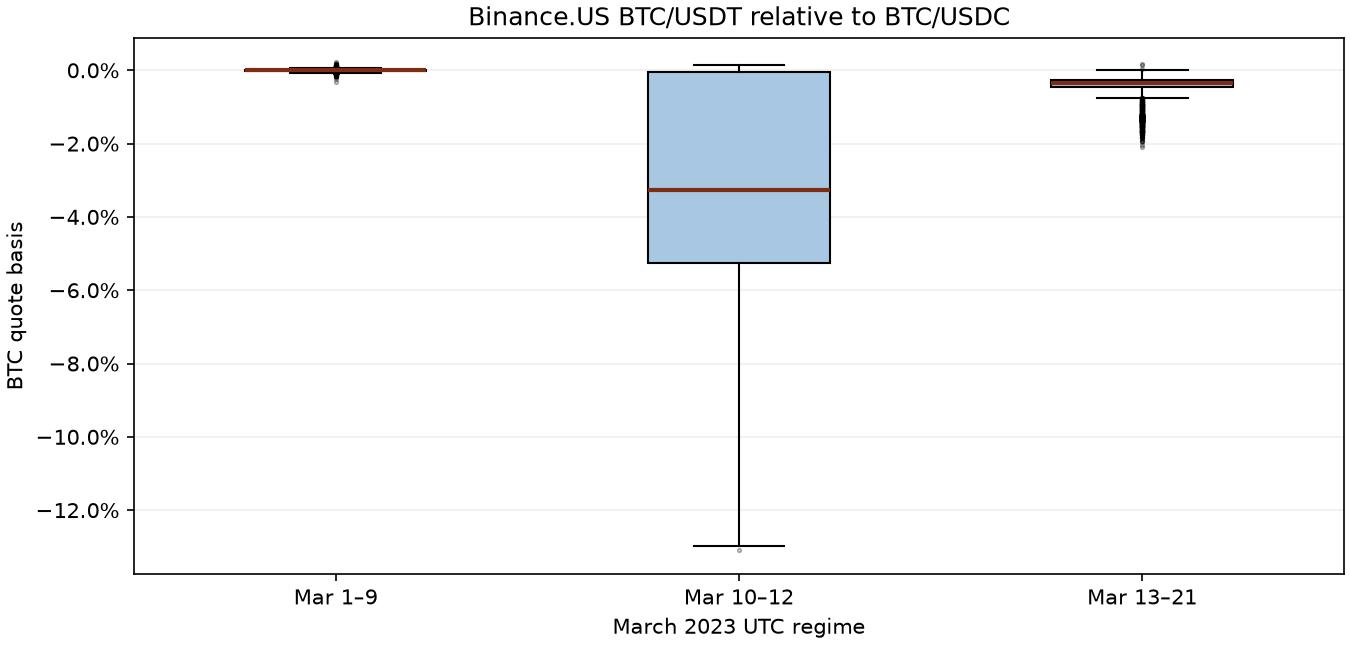 Binance.US BTC/USDT relative to BTC/USDC
0.0%
−2.0%
−4.0%
−6.0%
−8.0%
−10.0%
−12.0%
BTC quote basis
Mar 1–9
Mar 10–12
Mar 13–21
March 2023 UTC regime